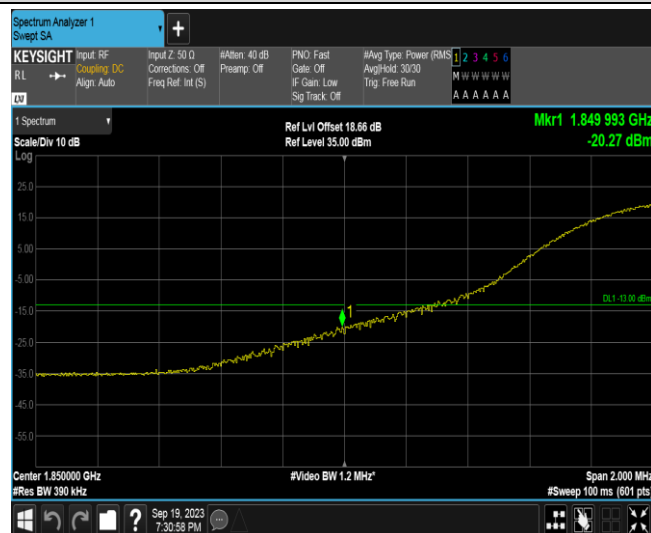 Spectrum Analyzer 1
Swept SA
KEYSIGHT
RL
Input: RF
Coupling: DC
Align: Auto
Input Z: 50 Ω
Corrections: Off
Freq Ref: Int (S)
#Atten: 40 dB
Preamp: Off
PNO: Fast
Gate: Off
IF Gain: Low
Sig Track: Off
#Avg Type: Power (RMS
Avg|Hold: 30/30
Trig: Free Run
1 2 3 4 5 6
M W W W W W
A A A A A A
LXI
1 Spectrum
Scale/Div 10 dB
Log
Ref Lvl Offset 18.66 dB
Ref Level 35.00 dBm
Mkr1 1.849 993 GHz
-20.27 dBm
25.0
15.0
5.00
-5.00
DL1 -13.00 dBm
-15.0
1
-25.0
-35.0
-45.0
-55.0
Center 1.850000 GHz
#Res BW 390 kHz
#Video BW 1.2 MHz*
Span 2.000 MHz
#Sweep 100 ms (601 pts)
?
Sep 19, 2023
7:30:58 PM